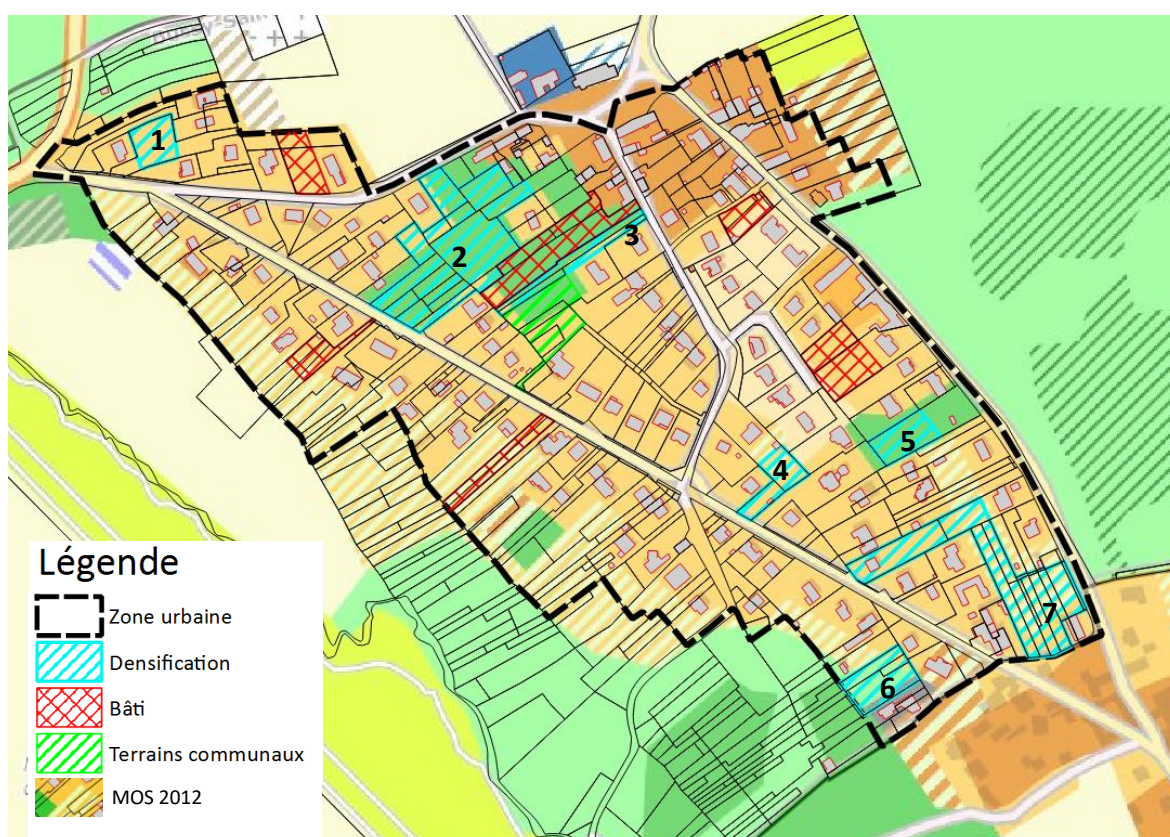 1
2
3
4
5
6
7
Légende
Zone urbaine
Densification
Bâti
Terrains communaux
MOS 2012